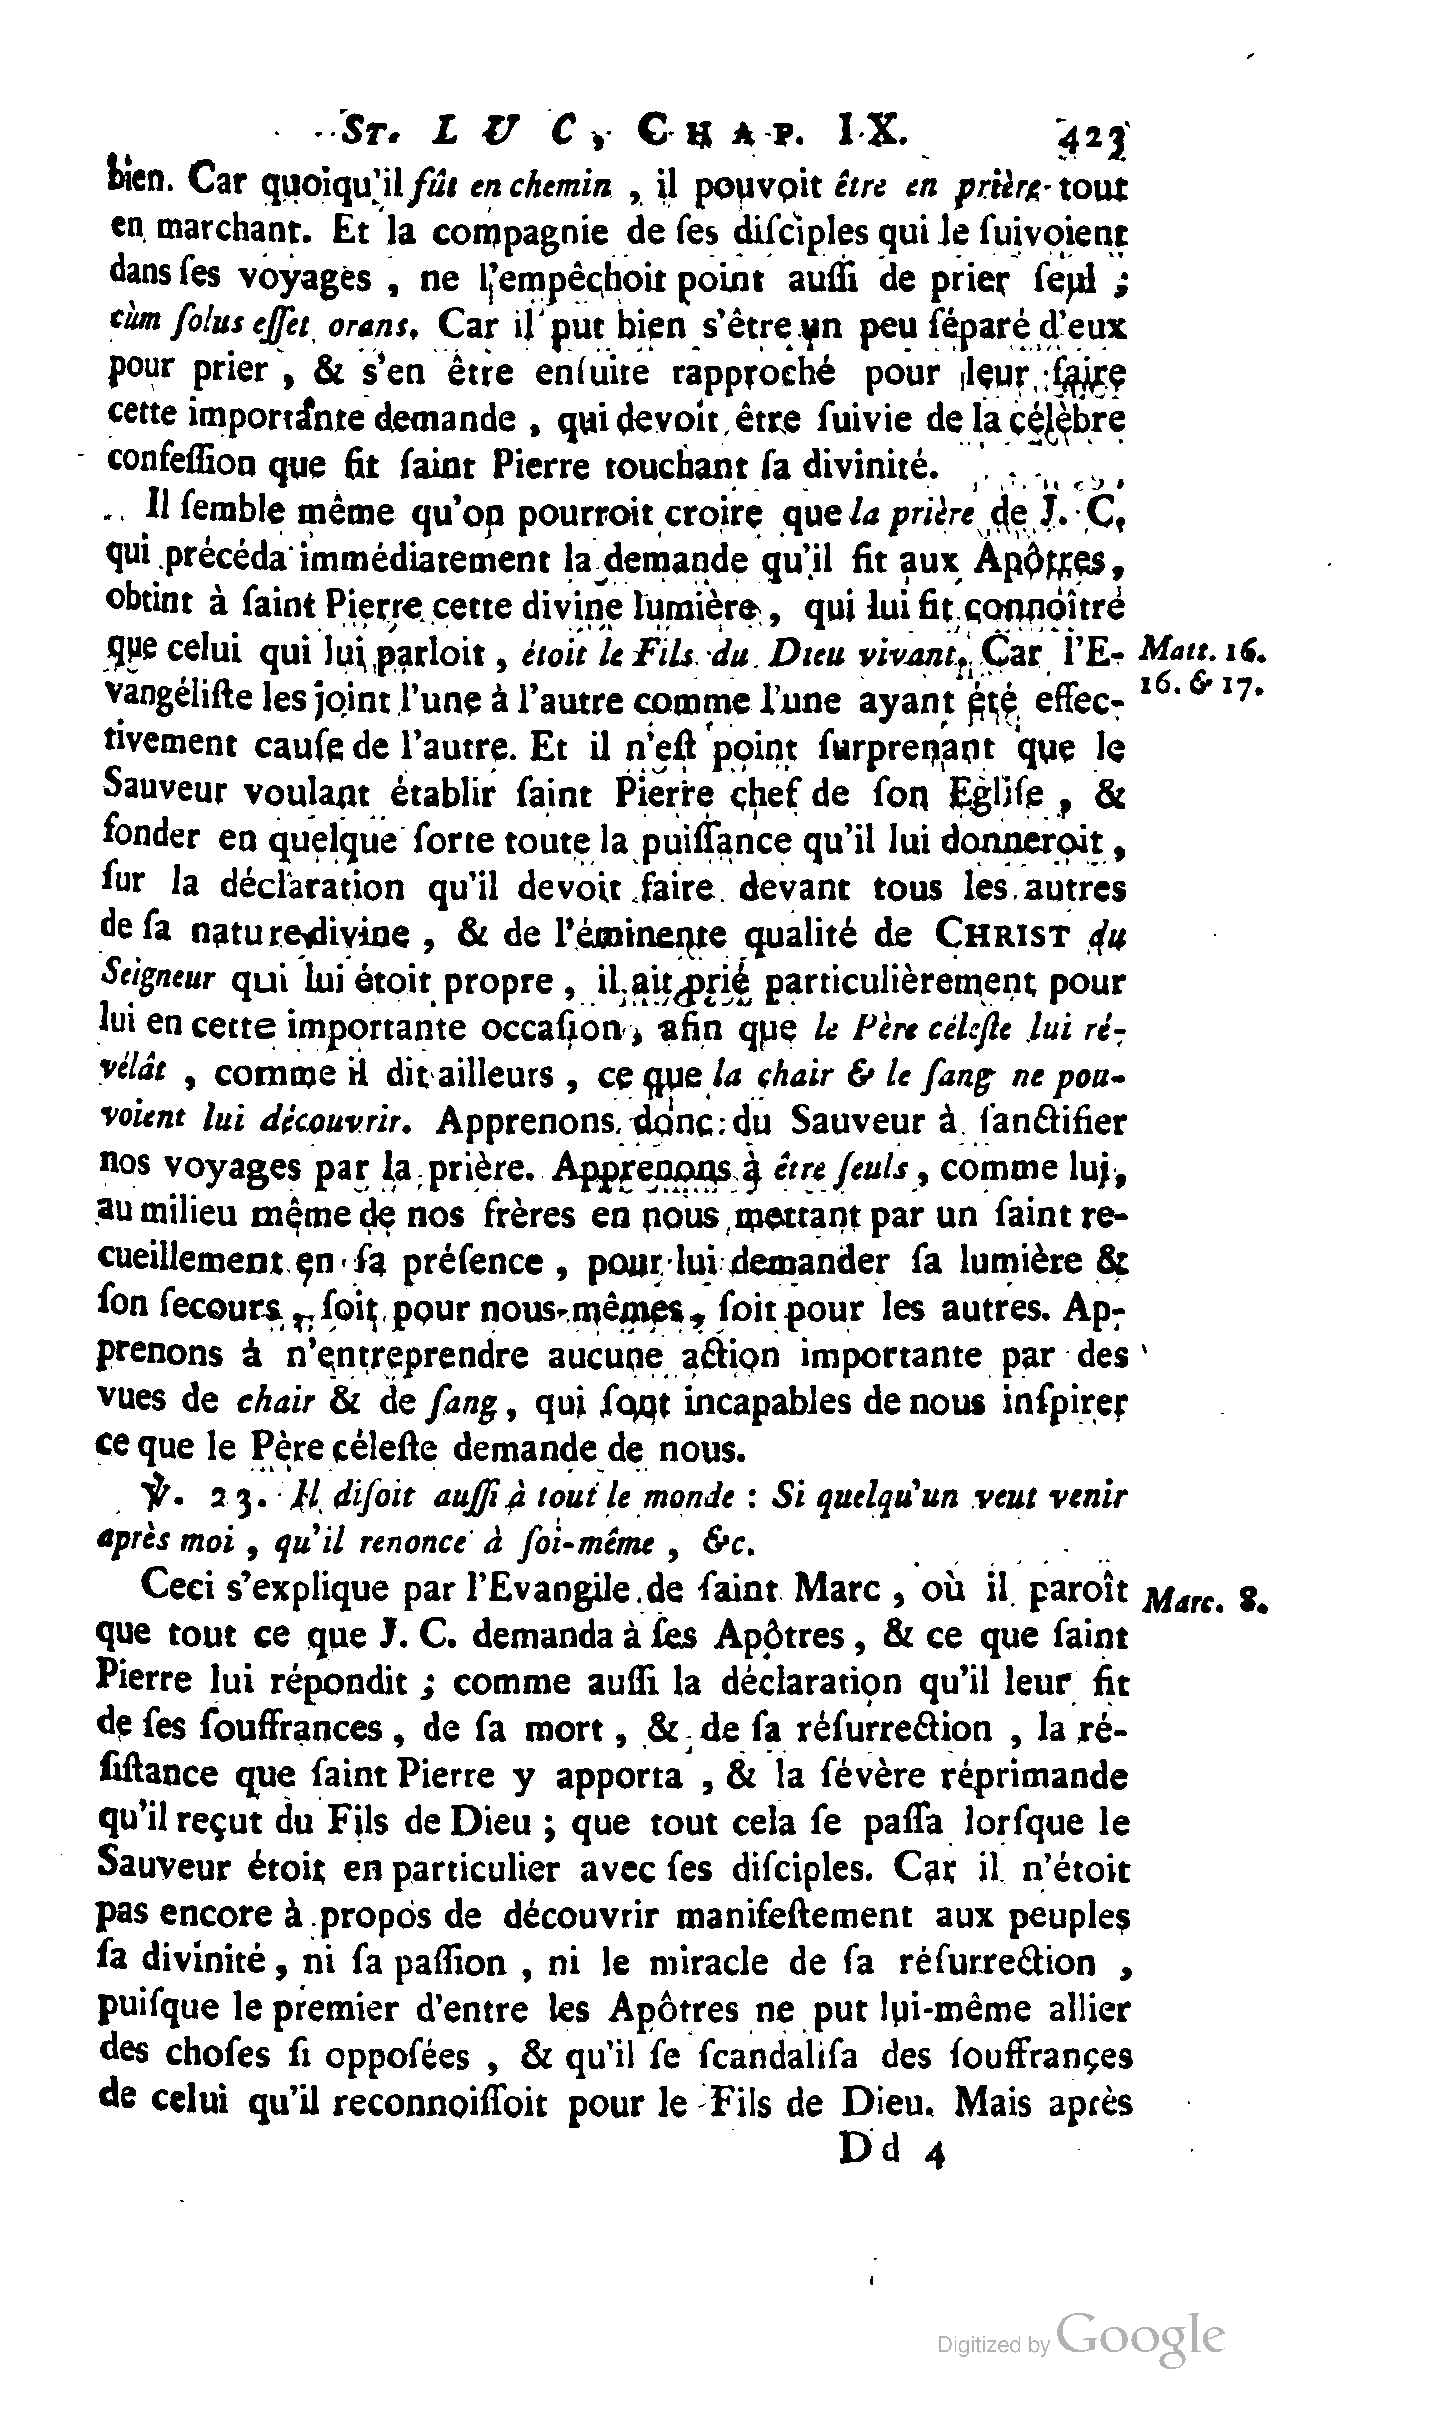 ST. LUC, CHAP. IX. 423
bien. Car quoiqu'il fût en chemin, il pouvoit être en prière tout
en marchant. Et la compagnie de ſes diſciples qui le ſuivoient
dans ſes voyages, ne l'empêchoit point auſſi de prier ſeul ;
cùm ſolus eſſet orans. Car il put bien s'être un peu ſéparé d'eux
pour prier, & s'en être enſuite rapproché pour leur faire
cette importante demande, qui devoit être ſuivie de la célèbre
confeſſion que fit ſaint Pierre touchant ſa divinité.
Il ſemble même qu'on pourroit croire que la prière de J. C.
qui précéda immédiatement la demande qu'il fit aux Apôtres,
obtint à ſaint Pierre cette divine lumière, qui lui fit connoître
que celui qui lui parloit, étoit le Fils du Dieu vivant. Car l'E- Matt. 16.
vangéliſte les joint l'une à l'autre comme l'une ayant été effec- 16. & 17.
tivement cauſe de l'autre. Et il n'eſt point ſurprenant que le
Sauveur voulant établir ſaint Pierre chef de ſon Egliſe, &
fonder en quelque ſorte toute la puiſſance qu'il lui donneroit,
ſur la déclaration qu'il devoit faire devant tous les autres
de ſa nature divine, & de l'éminente qualité de CHRIST du
Seigneur qui lui étoit propre, il ait prié particulièrement pour
lui en cette importante occaſion, afin que le Père céleſte lui ré-
vélât, comme il dit ailleurs, ce que la chair & le ſang ne pou-
voient lui découvrir. Apprenons donc du Sauveur à ſanctifier
nos voyages par la prière. Apprenons à être ſeuls, comme lui,
au milieu même de nos frères en nous mettant par un ſaint re-
cueillement en ſa préſence, pour lui demander ſa lumière &
ſon ſecours, ſoit pour nous-mêmes, ſoit pour les autres. Ap-
prenons à n'entreprendre aucune action importante par des
vues de chair & de ſang, qui ſont incapables de nous inſpirer
ce que le Père céleſte demande de nous.
℣. 23. Il diſoit auſſi à tout le monde : Si quelqu'un veut venir
après moi, qu'il renonce à ſoi-même, &c.
Ceci s'explique par l'Evangile de ſaint Marc, où il paroît Marc. 8.
que tout ce que J. C. demanda à ſes Apôtres, & ce que ſaint
Pierre lui répondit ; comme auſſi la déclaration qu'il leur fit
de ſes ſouffrances, de ſa mort, & de ſa réſurrection, la ré-
ſiſtance que ſaint Pierre y apporta, & la ſévère réprimande
qu'il reçut du Fils de Dieu ; que tout cela ſe paſſa lorſque le
Sauveur étoit en particulier avec ſes diſciples. Car il n'étoit
pas encore à propos de découvrir manifeſtement aux peuples
ſa divinité, ni ſa paſſion, ni le miracle de ſa réſurrection,
puiſque le premier d'entre les Apôtres ne put lui-même allier
des choſes ſi oppoſées, & qu'il ſe ſcandaliſa des ſouffrances
de celui qu'il reconnoiſſoit pour le Fils de Dieu. Mais après
Dd 4
Digitized by Google